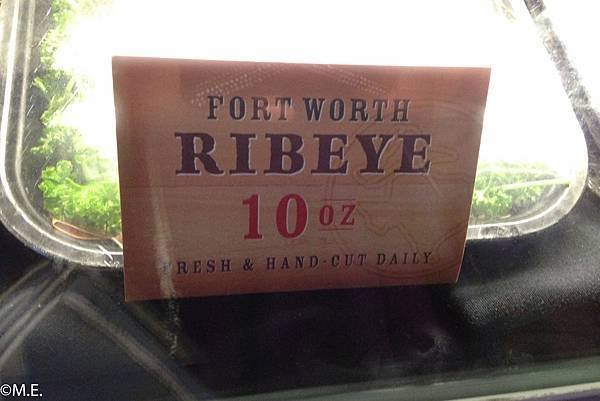 FORT WORTH
RIBEYE
10 OZ
FRESH & HAND-CUT DAILY
©M.E.